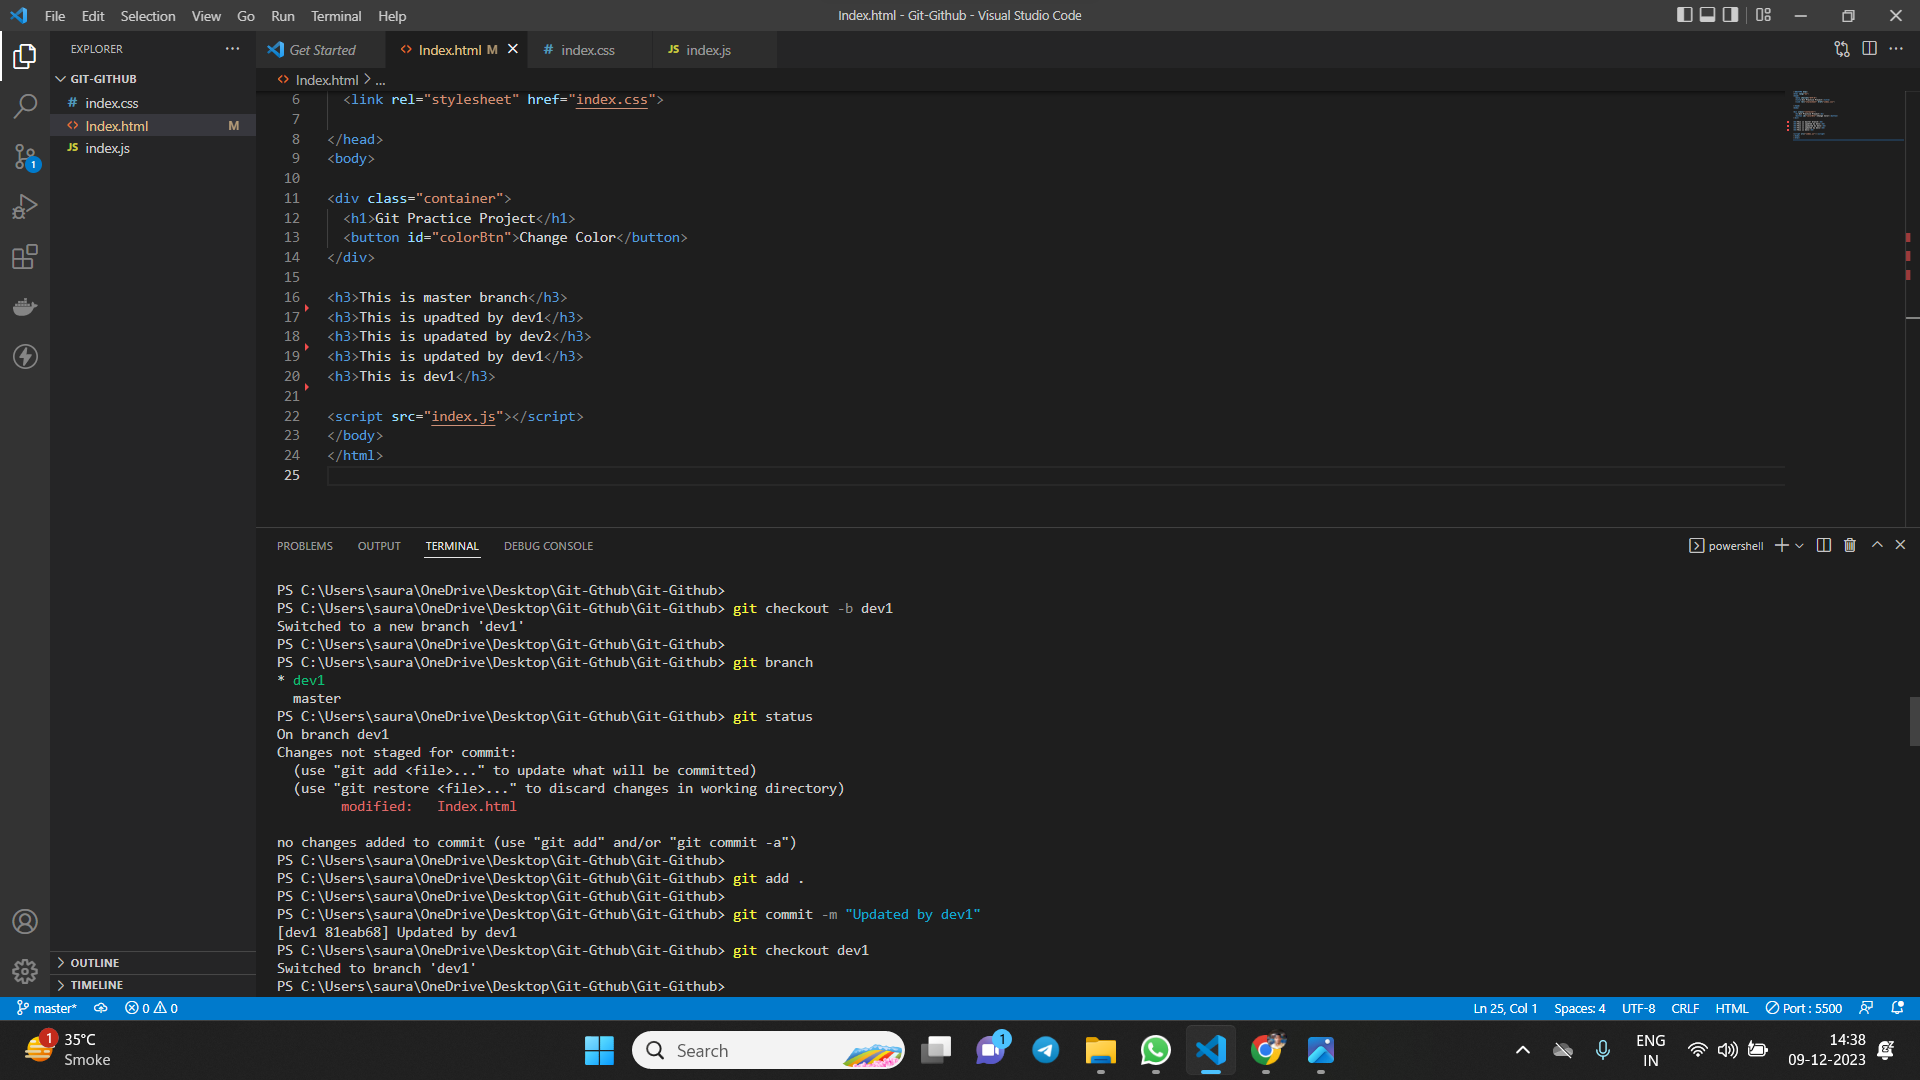 File Edit Selection View Go Run Terminal Help
Index.html - Git-Github - Visual Studio Code
EXPLORER
GIT-GITHUB
# index.css
<> Index.html M
JS index.js
OUTLINE
TIMELINE
1
Get Started
<> Index.html M
# index.css
JS index.js
<> Index.html > ...
6 <link rel="stylesheet" href="index.css">
7
8 </head>
9 <body>
10
11 <div class="container">
12 <h1>Git Practice Project</h1>
13 <button id="colorBtn">Change Color</button>
14 </div>
15
16 <h3>This is master branch</h3>
17 <h3>This is upadted by dev1</h3>
18 <h3>This is upadated by dev2</h3>
19 <h3>This is updated by dev1</h3>
20 <h3>This is dev1</h3>
21
22 <script src="index.js"></script>
23 </body>
24 </html>
25
PROBLEMS OUTPUT TERMINAL DEBUG CONSOLE
powershell
PS C:\Users\saura\OneDrive\Desktop\Git-Gthub\Git-Github>
PS C:\Users\saura\OneDrive\Desktop\Git-Gthub\Git-Github> git checkout -b dev1
Switched to a new branch 'dev1'
PS C:\Users\saura\OneDrive\Desktop\Git-Gthub\Git-Github>
PS C:\Users\saura\OneDrive\Desktop\Git-Gthub\Git-Github> git branch
* dev1
master
PS C:\Users\saura\OneDrive\Desktop\Git-Gthub\Git-Github> git status
On branch dev1
Changes not staged for commit:
(use "git add <file>..." to update what will be committed)
(use "git restore <file>..." to discard changes in working directory)
modified: Index.html
no changes added to commit (use "git add" and/or "git commit -a")
PS C:\Users\saura\OneDrive\Desktop\Git-Gthub\Git-Github>
PS C:\Users\saura\OneDrive\Desktop\Git-Gthub\Git-Github> git add .
PS C:\Users\saura\OneDrive\Desktop\Git-Gthub\Git-Github>
PS C:\Users\saura\OneDrive\Desktop\Git-Gthub\Git-Github> git commit -m "Updated by dev1"
[dev1 81eab68] Updated by dev1
PS C:\Users\saura\OneDrive\Desktop\Git-Gthub\Git-Github> git checkout dev1
Switched to branch 'dev1'
PS C:\Users\saura\OneDrive\Desktop\Git-Gthub\Git-Github>
master* 0 0
Ln 25, Col 1 Spaces: 4 UTF-8 CRLF HTML Port : 5500
1
35°C
Smoke
Search
1
ENG
IN
14:38
09-12-2023